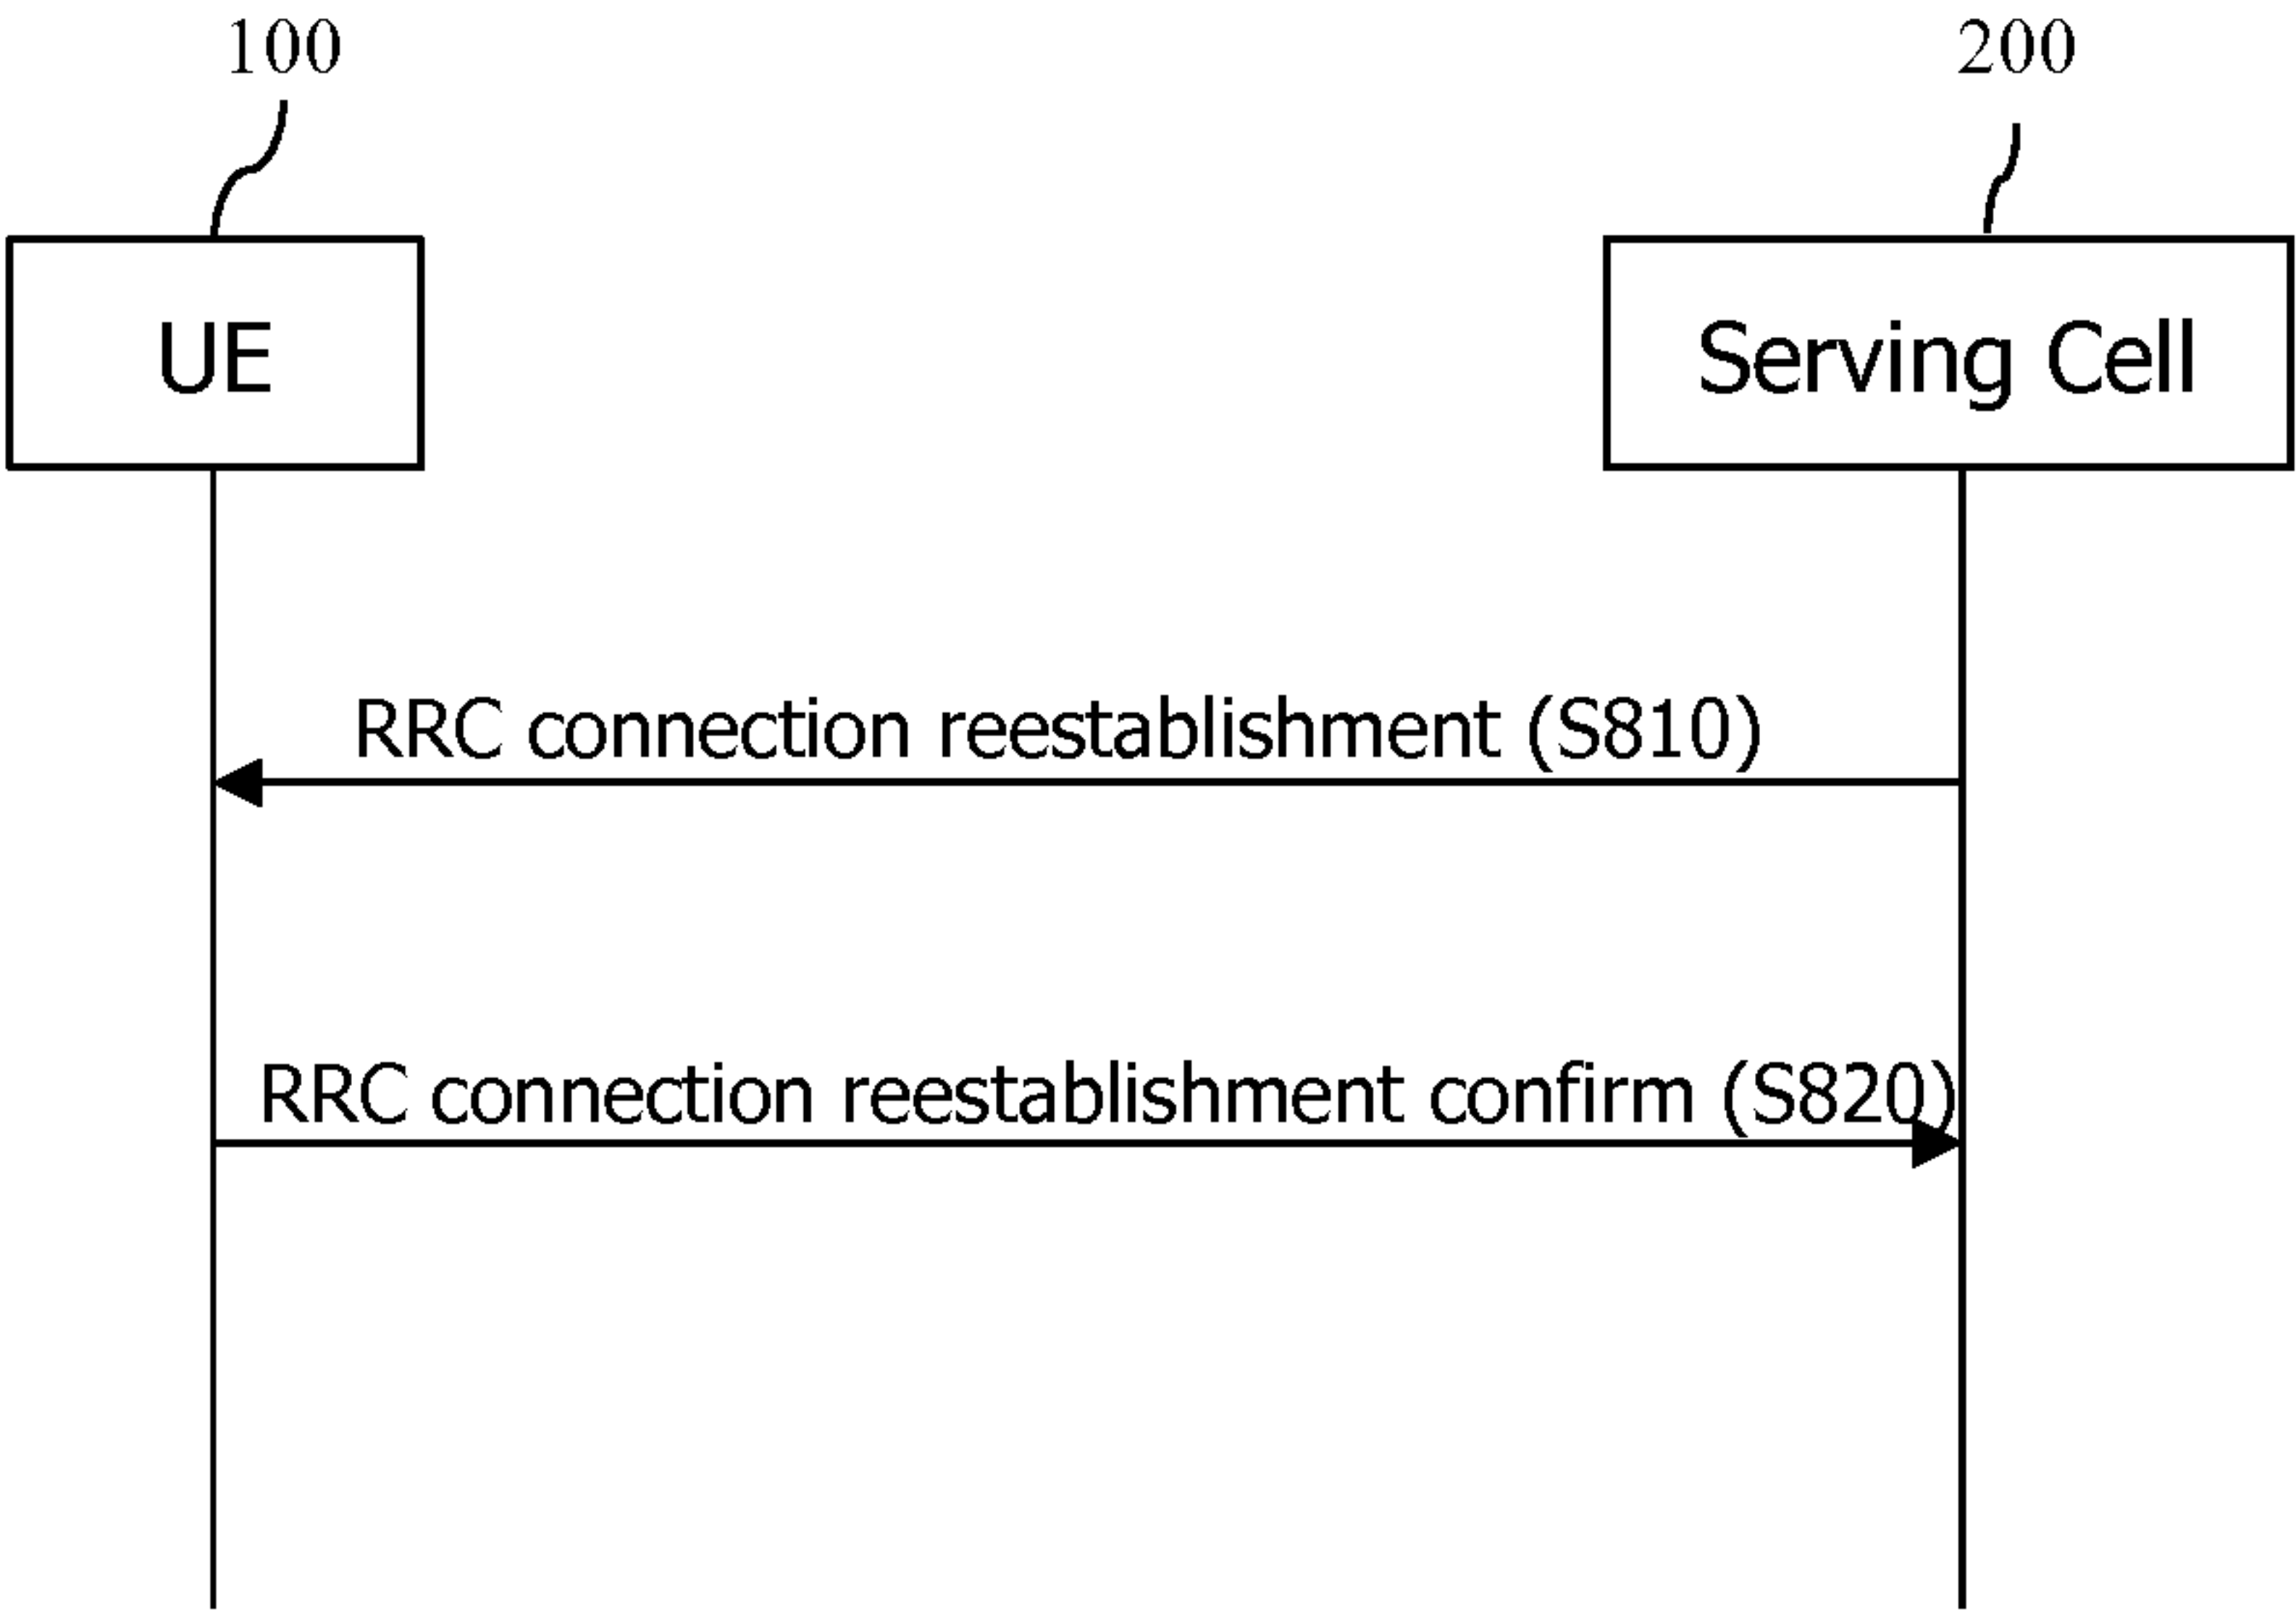 100
200
UE
Serving Cell
RRC connection reestablishment (S810)
RRC connection reestablishment confirm (S820)